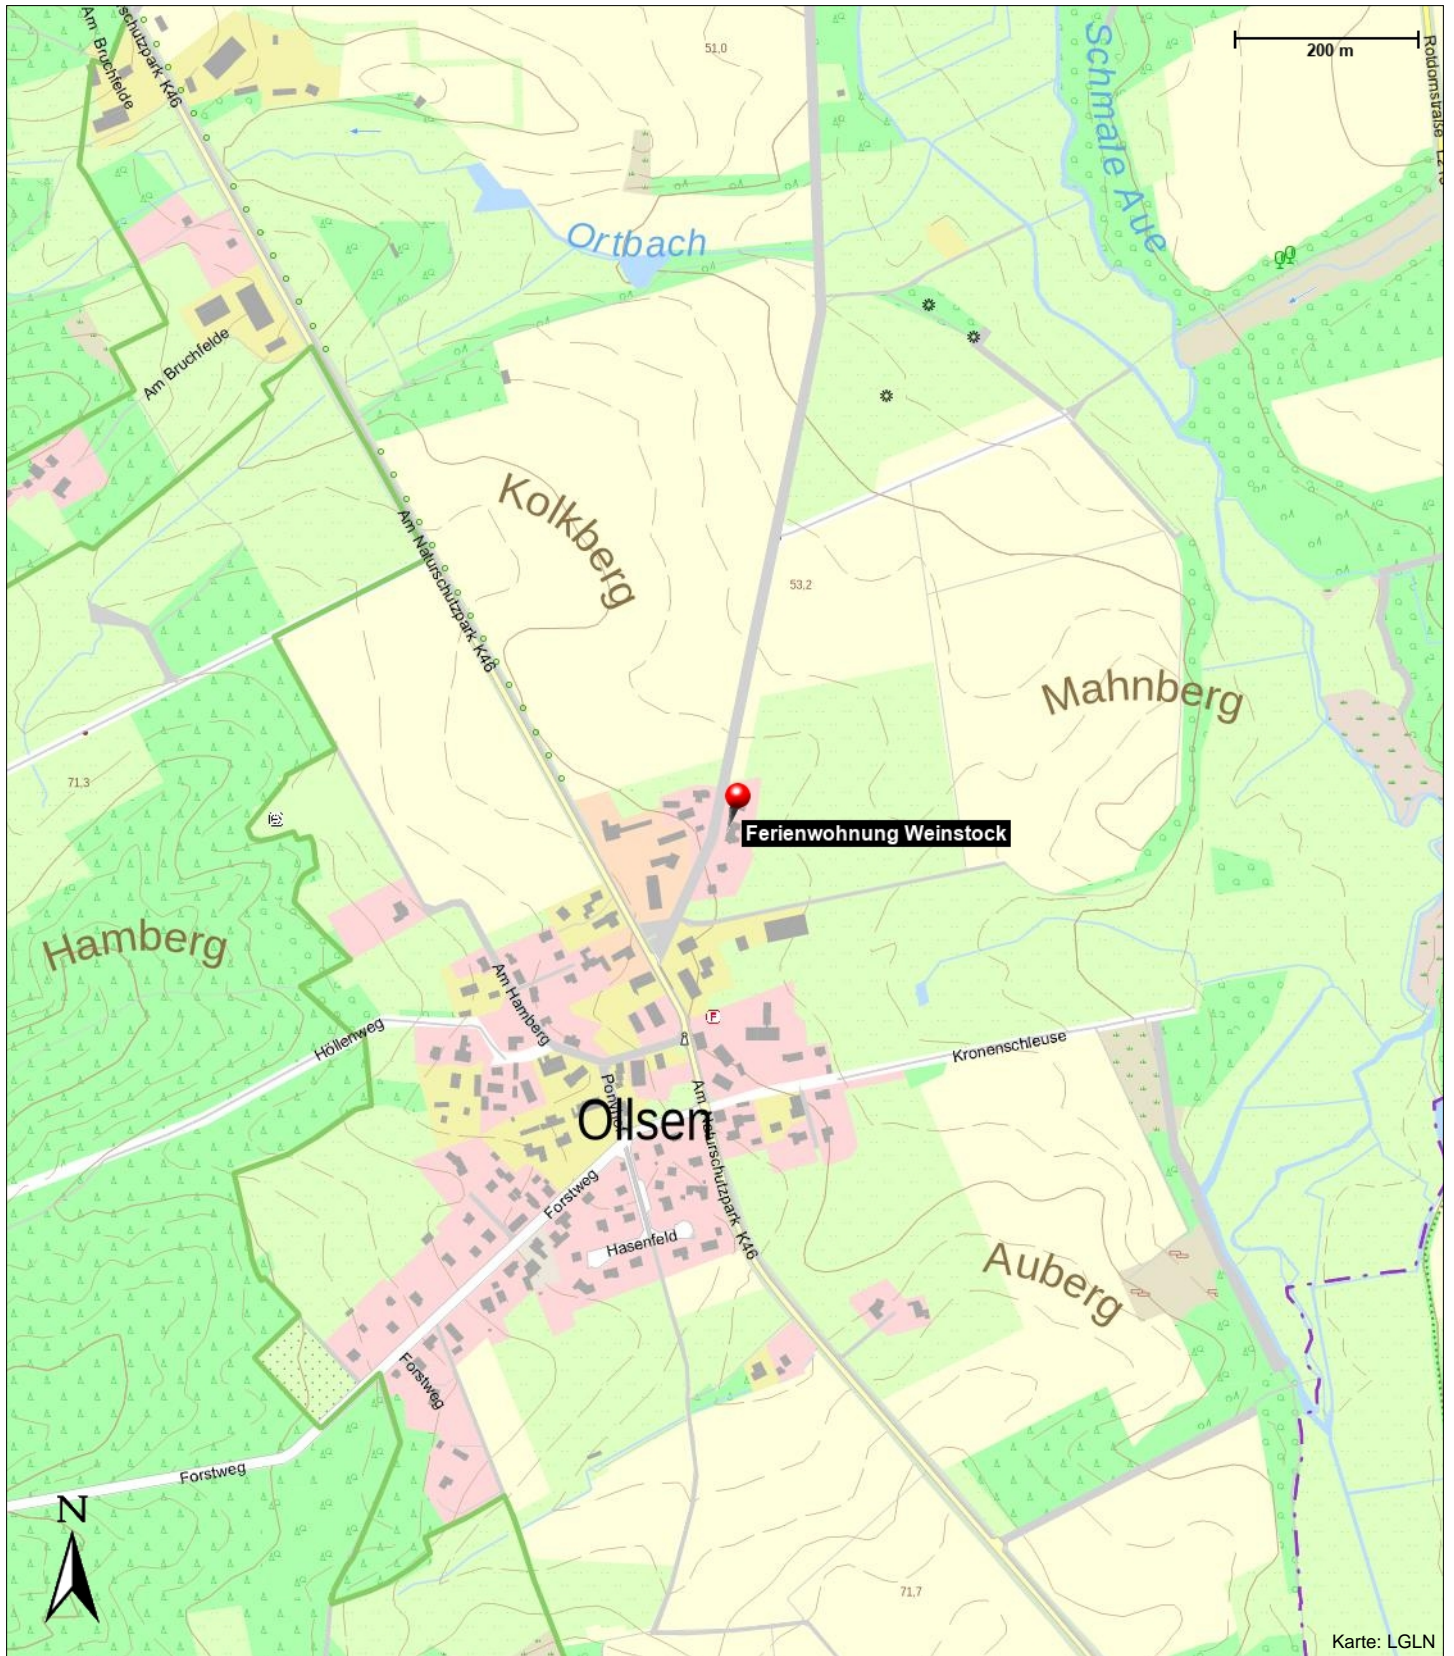 Am Bruchfelde
schutzpark K46
51,0
Schmale Aue
200 m
Rotdornstraße
Ortbach
Am Bruchfelde
Kolkberg
Am Naturschutzpark K46
53,2
Mahnberg
71,3
Ferienwohnung Weinstock
Hamberg
Am Hamberg
F
Höllenweg
Kronenschleuse
Ollsen
Am Naturschutzpark K46
Forstweg
Hasenfeld
Auberg
Forstweg
Forstweg
N
71,7
Karte: LGLN